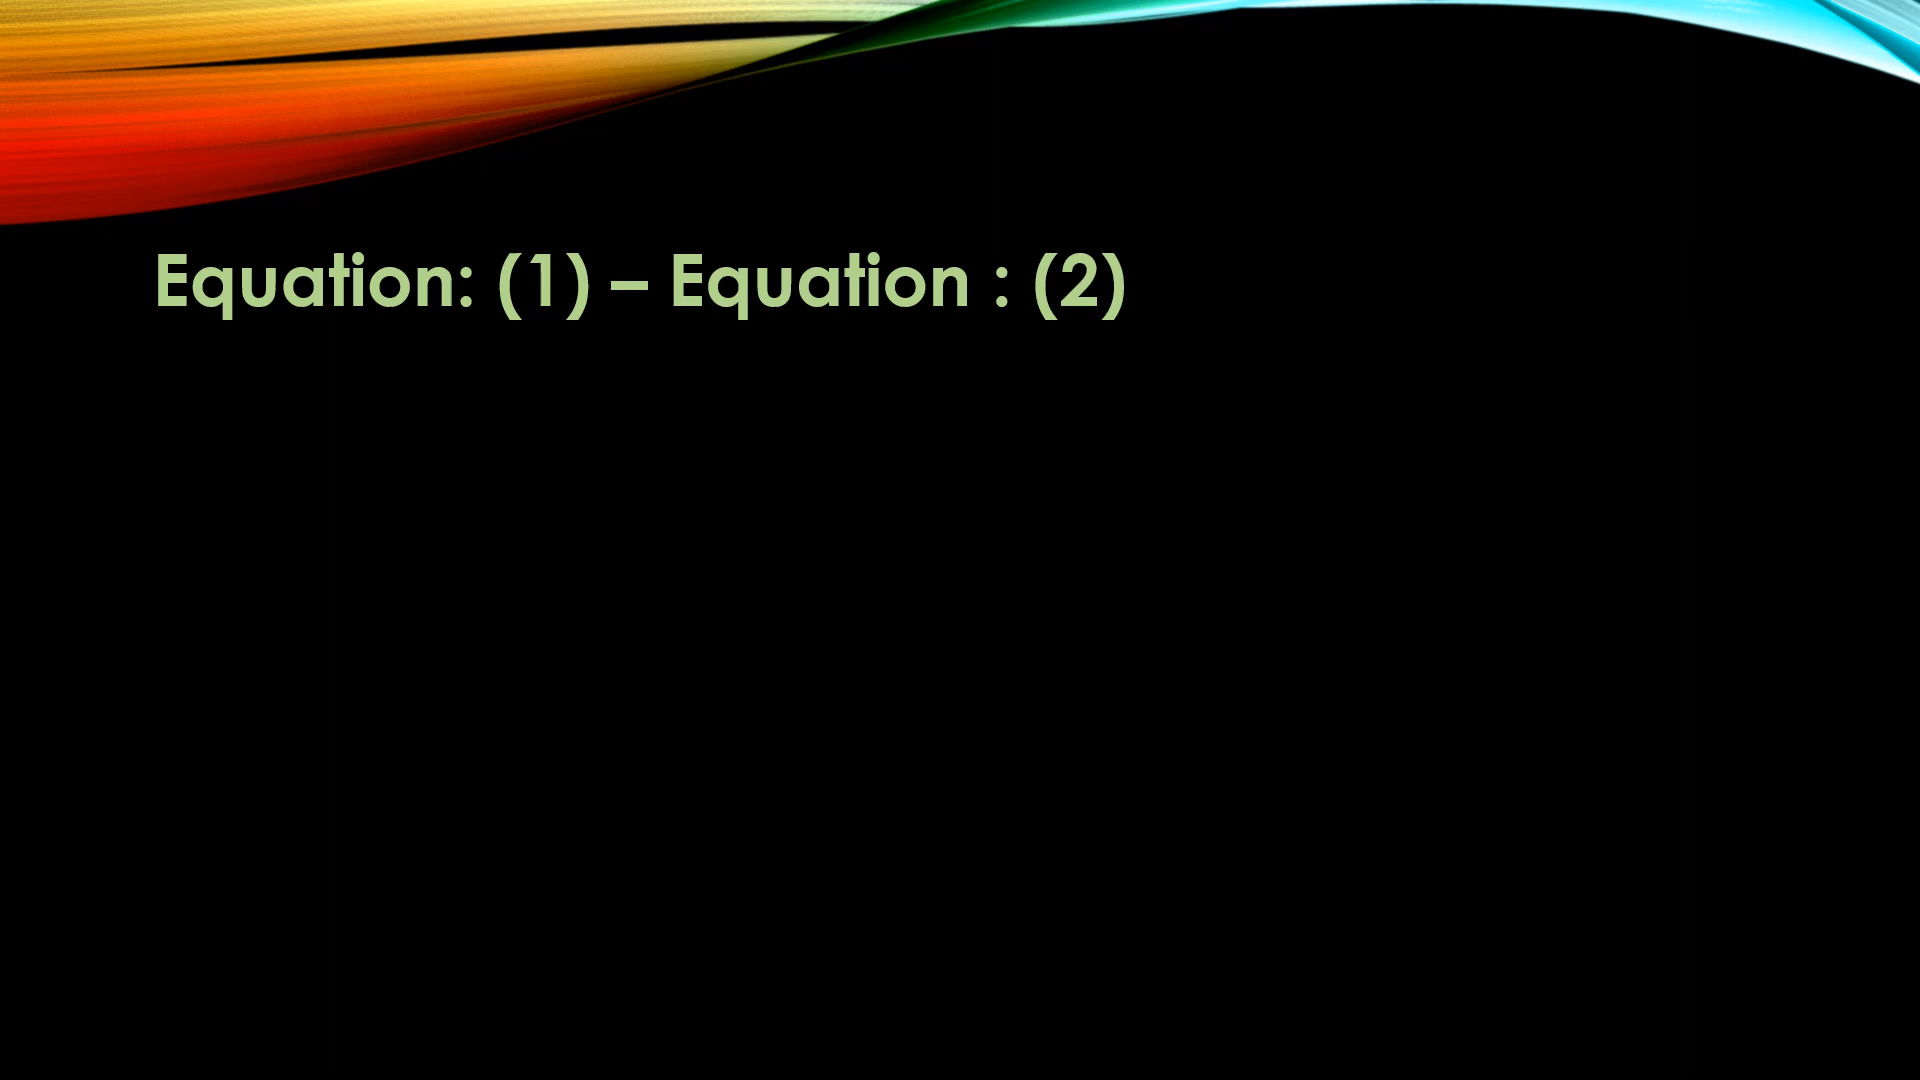 Equation: (1) – Equation : (2)